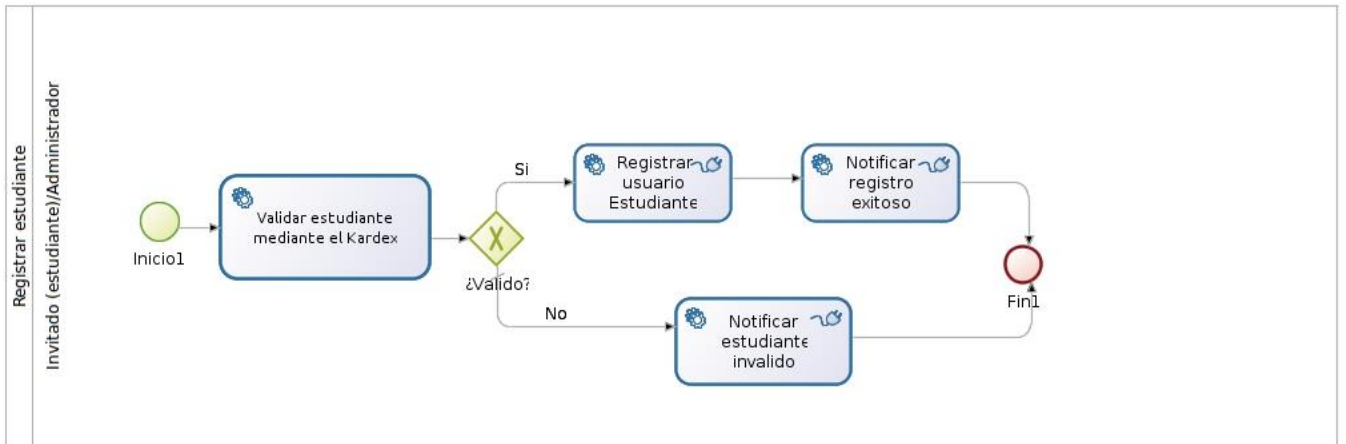 Registrar estudiante
Invitado (estudiante)/Administrador
Inicio1
Validar estudiante
mediante el Kardex
¿Valido?
Si
Registrar
usuario
Estudiante
Notificar
registro
exitoso
No
Notificar
estudiante
invalido
Fin1